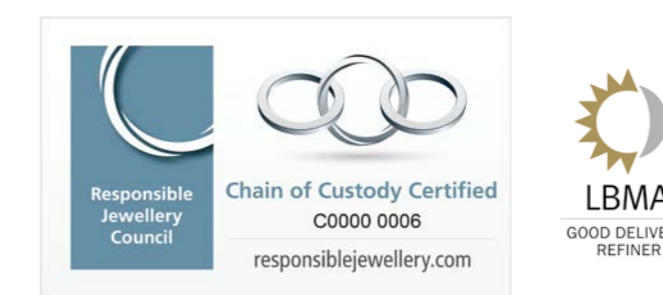 Responsible
Jewellery
Council
Chain of Custody Certified
C0000 0006
responsiblejewellery.com
LBMA
GOOD DELIVE
REFINER